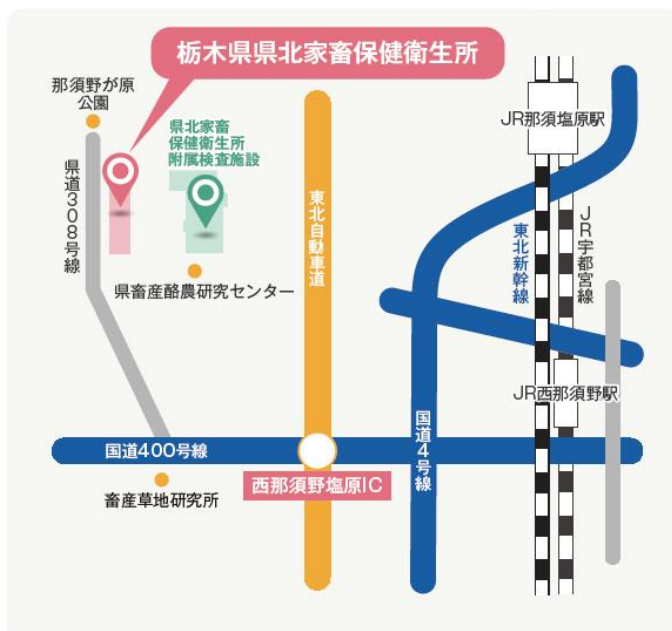 栃木県県北家畜保健衛生所
那須野が原
公園
県北家畜
保健衛生所
附属検査施設
JR那須塩原駅
県道308号線
東北自動車道
東北新幹線
JR宇都宮線
県畜産酪農研究センター
JR西那須野駅
国道4号線
国道400号線
西那須野塩原IC
畜産草地研究所